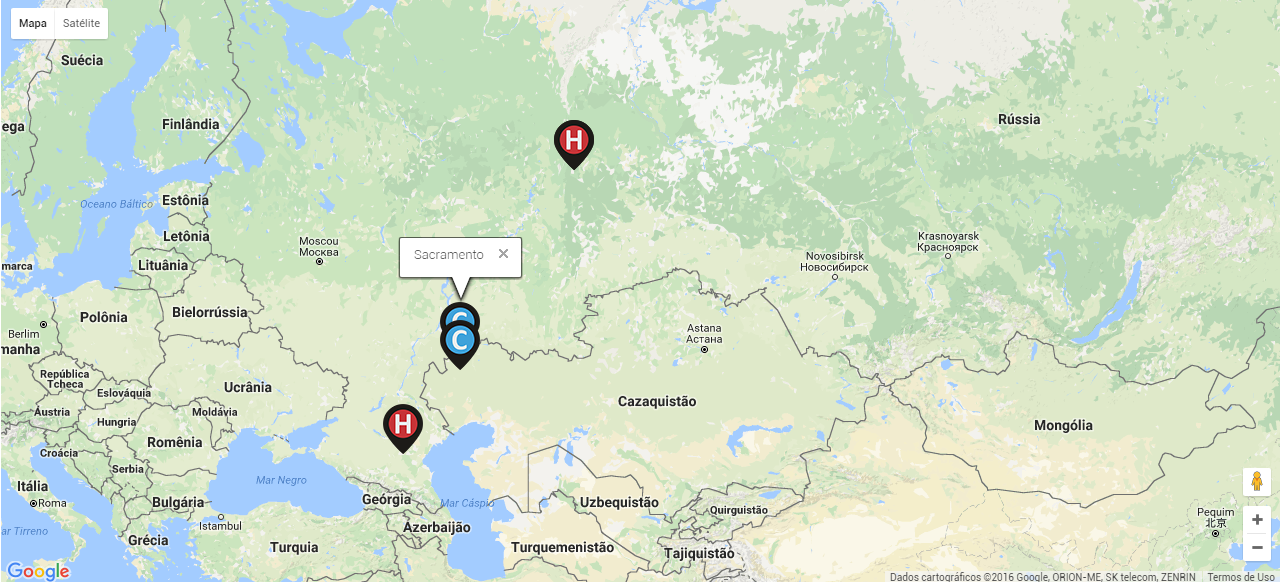 Mapa
Satélite
Suécia
Finlândia
Rússia
ega
Estônia
Oceano Báltico
Letônia
Krasnoyarsk
Красноярск
Moscou
Москва
Sacramento
Novosibirsk
Новосибирск
marca
Lituânia
Bielorrússia
Polônia
Berlim
Astana
Астана
manha
C
C
República
Tcheca
Ucrânia
Eslováquia
Cazaquistão
Áustria
Moldávia
Hungria
H
H
Mongólia
Romênia
Croácia
Serbia
Itália
Mar Negro
Roma
Bulgária
Geórgia
Mar Cáspio
Uzbequistão
Quirguistão
Pequim
北京
Istambul
Azerbaijão
ar Tirreno
Grécia
Turquia
Turquemenistão
Tajiquistão
Google
Dados cartográficos ©2016 Google, ORION-ME, SK telecom, ZENRIN
Termos de Uso